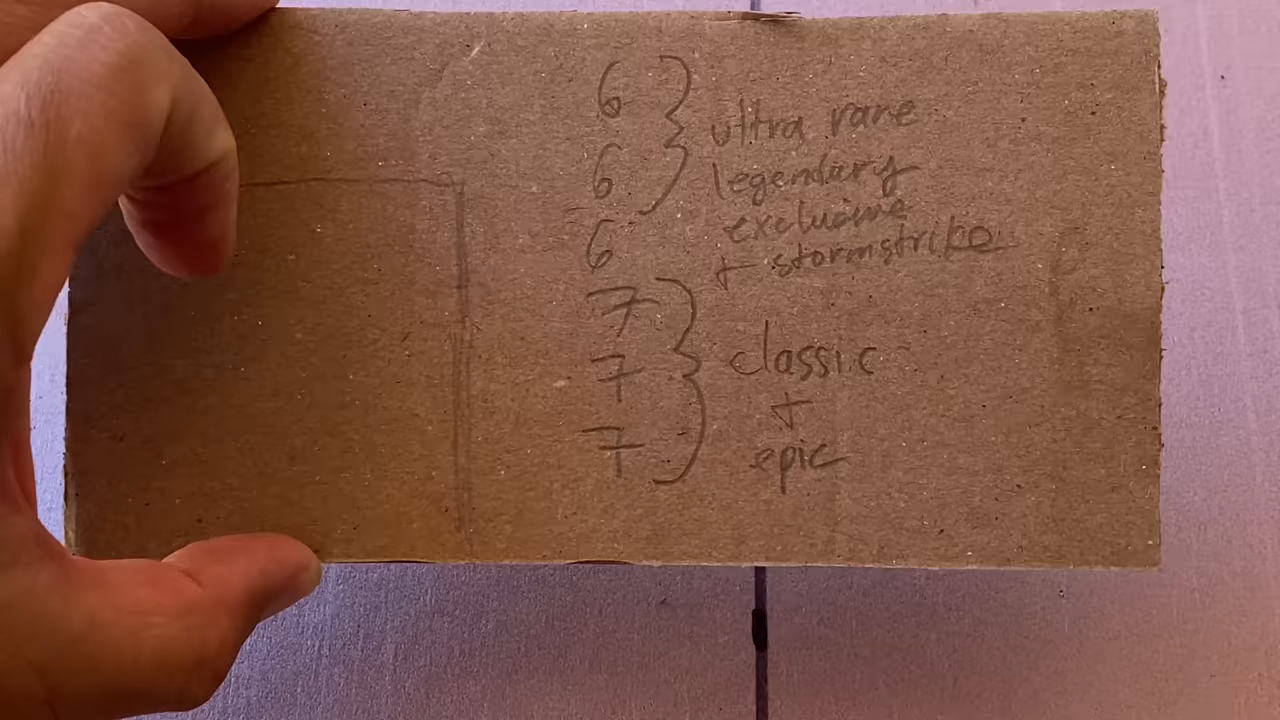 6
6
6
7
7
7
ultra rare
legendary
exclusive
+ stormstrike
classic
+
epic